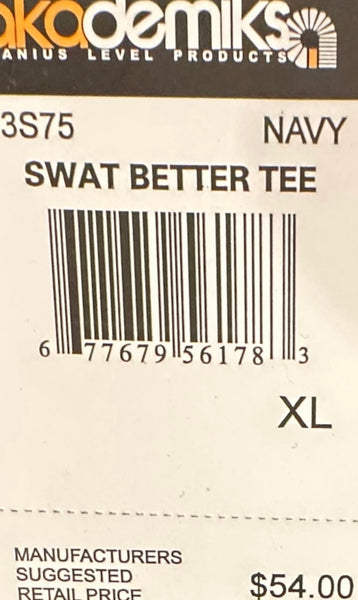 akademiks
ANIUS LEVEL PRODUCTS
3S75
NAVY
SWAT BETTER TEE
6 77679 56178 3
XL
MANUFACTURERS
SUGGESTED
RETAIL PRICE
$54.00